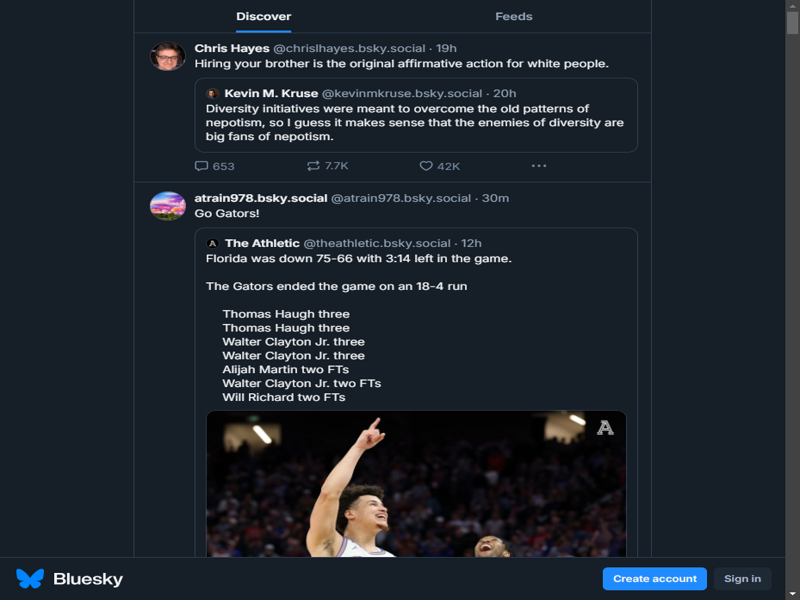 Discover
Feeds
Chris Hayes @chrislhayes.bsky.social · 19h
Hiring your brother is the original affirmative action for white people.
Kevin M. Kruse @kevinmkruse.bsky.social · 20h
Diversity initiatives were meant to overcome the old patterns of
nepotism, so I guess it makes sense that the enemies of diversity are
big fans of nepotism.
653 7.7K 42K
atrain978.bsky.social @atrain978.bsky.social · 30m
Go Gators!
The Athletic @theathletic.bsky.social · 12h
Florida was down 75-66 with 3:14 left in the game.
The Gators ended the game on an 18-4 run
Thomas Haugh three
Thomas Haugh three
Walter Clayton Jr. three
Walter Clayton Jr. three
Alijah Martin two FTs
Walter Clayton Jr. two FTs
Will Richard two FTs
Bluesky
Create account
Sign in